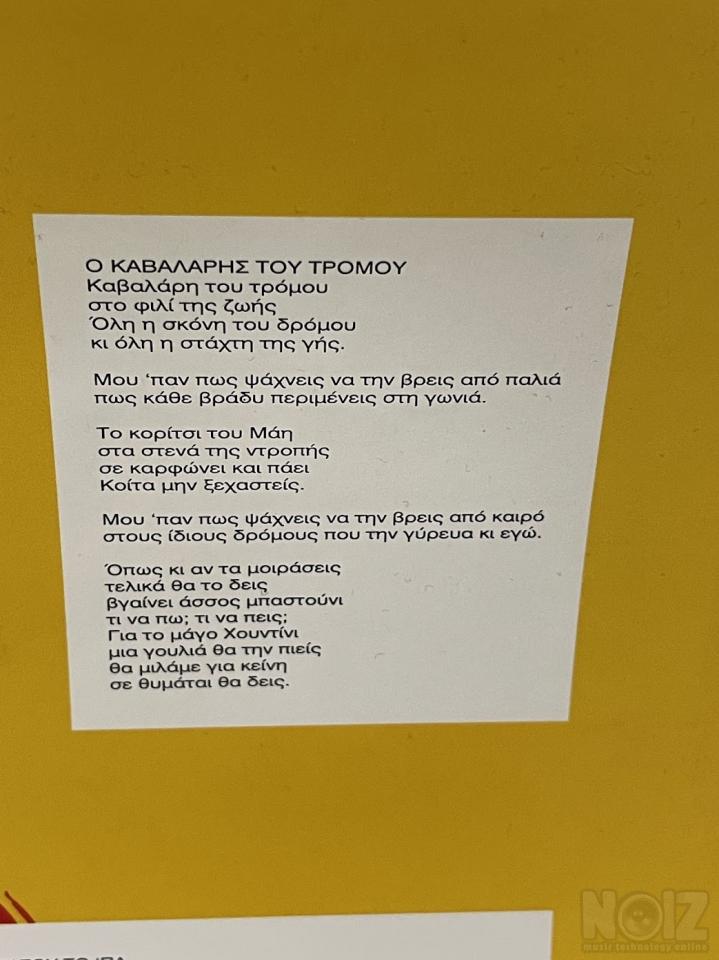 Ο ΚΑΒΑΛΑΡΗΣ ΤΟΥ ΤΡΟΜΟΥ
Καβαλάρη του τρόμου
στο φιλί της ζωής
Όλη η σκόνη του δρόμου
κι όλη η στάχτη της γής.
Μου ‘παν πως ψάχνεις να την βρεις από παλιά
πως κάθε βράδυ περιμένεις στη γωνιά.
Το κορίτσι του Μάη
στα στενά της ντροπής
σε καρφώνει και πάει
Κοίτα μην ξεχαστείς.
Μου ‘παν πως ψάχνεις να την βρεις από καιρό
στους ίδιους δρόμους που την γύρευα κι εγώ.
Όπως κι αν τα μοιράσεις
τελικά θα το δεις
βγαίνει άσσος μπαστούνι
τι να πω; τι να πεις;
Για το μάγο Χουντίνι
μια γουλιά θα την πιείς
θα μιλάμε για κείνη
σε θυμάται θα δεις.
NOIZ
music technology online